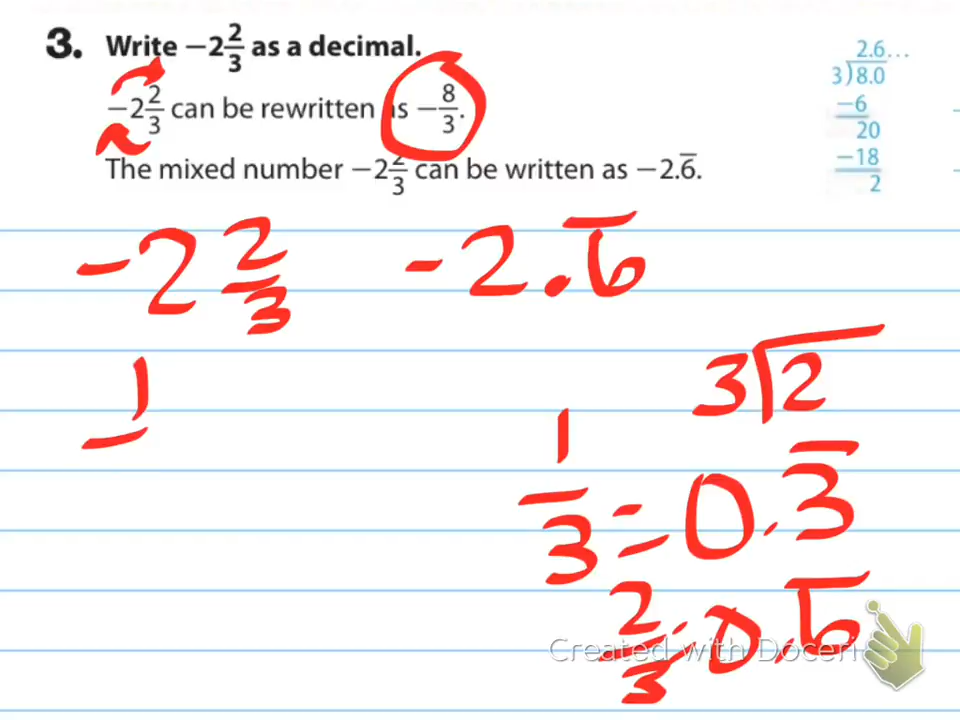 3. Write −2 2/3 as a decimal.
−2 2/3 can be rewritten as −8/3.
The mixed number −2 2/3 can be written as −2.6̅.
2.6...
3)8.0
−6
20
−18
2
-2 2/3 -2.6̅
3)2
1
1/3 = 0.3̅
2/3 = 0.6̅
Created with Doceri